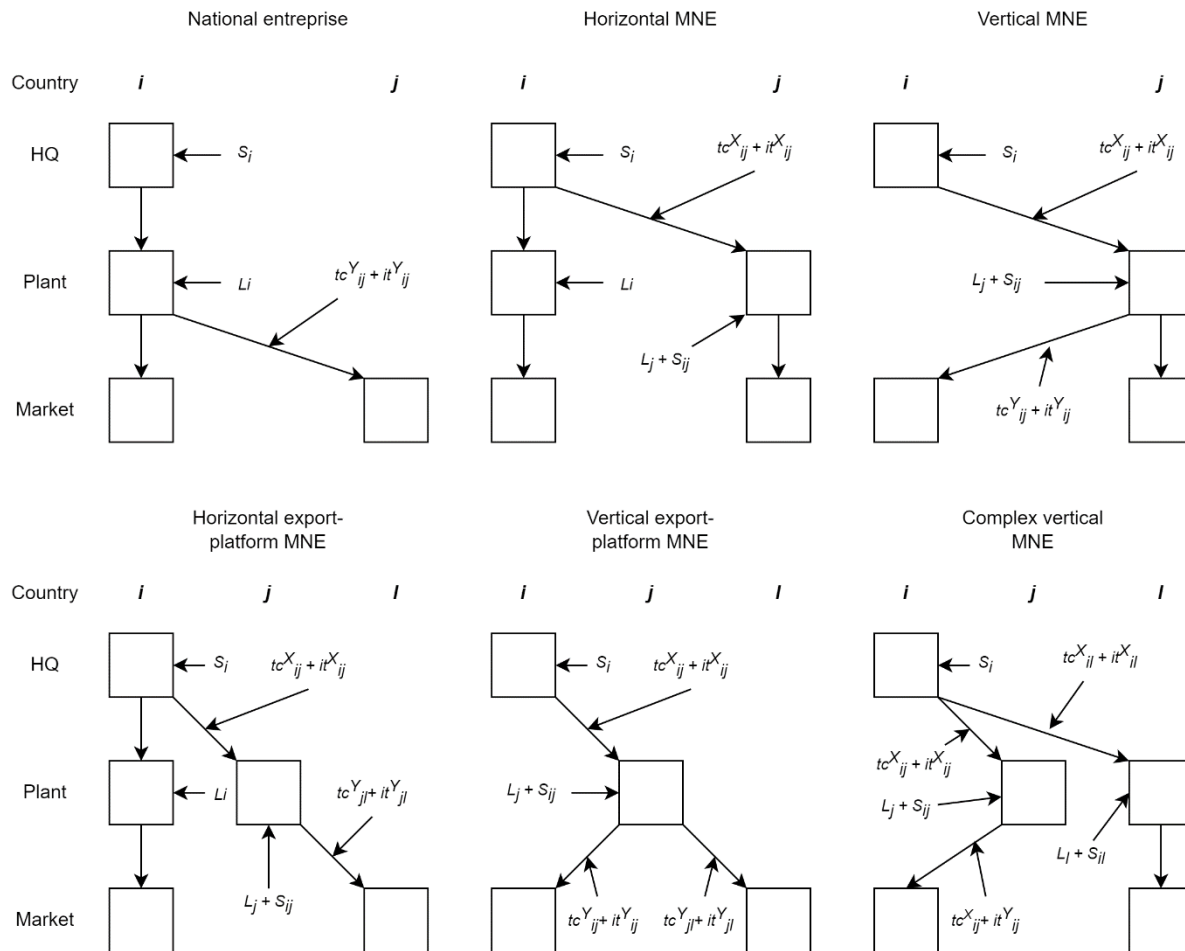 National entreprise
Horizontal MNE
Vertical MNE
Country i j i j i j
HQ
S_i
S_i
tc^X_ij + it^X_ij
S_i
tc^X_ij + it^X_ij
Plant
Li
tc^Y_ij + it^Y_ij
Li
L_j + S_ij
L_j + S_ij
Market
tc^Y_ij + it^Y_ij
Horizontal export-
platform MNE
Vertical export-
platform MNE
Complex vertical
MNE
Country i j l i j l i j l
HQ
S_i
tc^X_ij + it^X_ij
S_i
tc^X_ij + it^X_ij
S_i
tc^X_il + it^X_il
Plant
Li
tc^Y_jl + it^Y_jl
L_j + S_ij
L_j + S_ij
tc^X_ij + it^X_ij
L_j + S_ij
L_l + S_il
Market
tc^Y_ij + it^Y_ij
tc^Y_jl + it^Y_jl
tc^X_ij + it^Y_ij